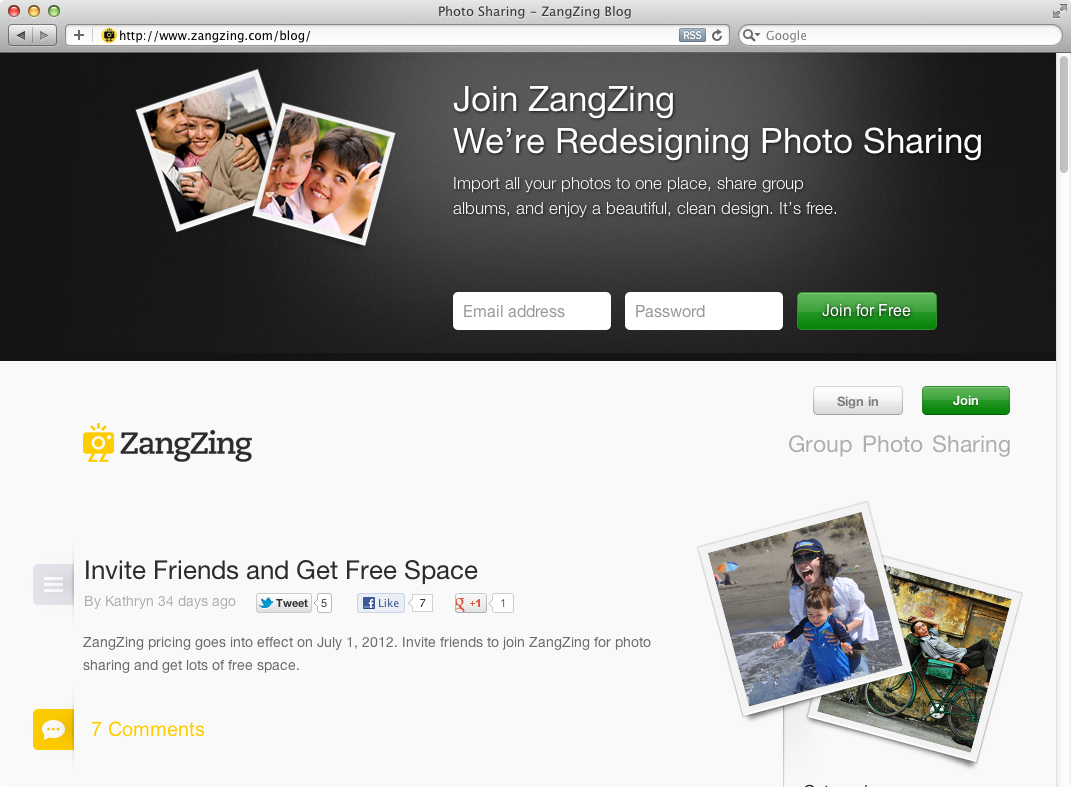 Photo Sharing – ZangZing Blog
http://www.zangzing.com/blog/
RSS
Google
Join ZangZing
We're Redesigning Photo Sharing
Import all your photos to one place, share group
albums, and enjoy a beautiful, clean design. It's free.
Email address
Password
Join for Free
Sign in
Join
ZangZing
Group Photo Sharing
Invite Friends and Get Free Space
By Kathryn 34 days ago
Tweet
5
Like
7
+1
1
ZangZing pricing goes into effect on July 1, 2012. Invite friends to join ZangZing for photo
sharing and get lots of free space.
7 Comments